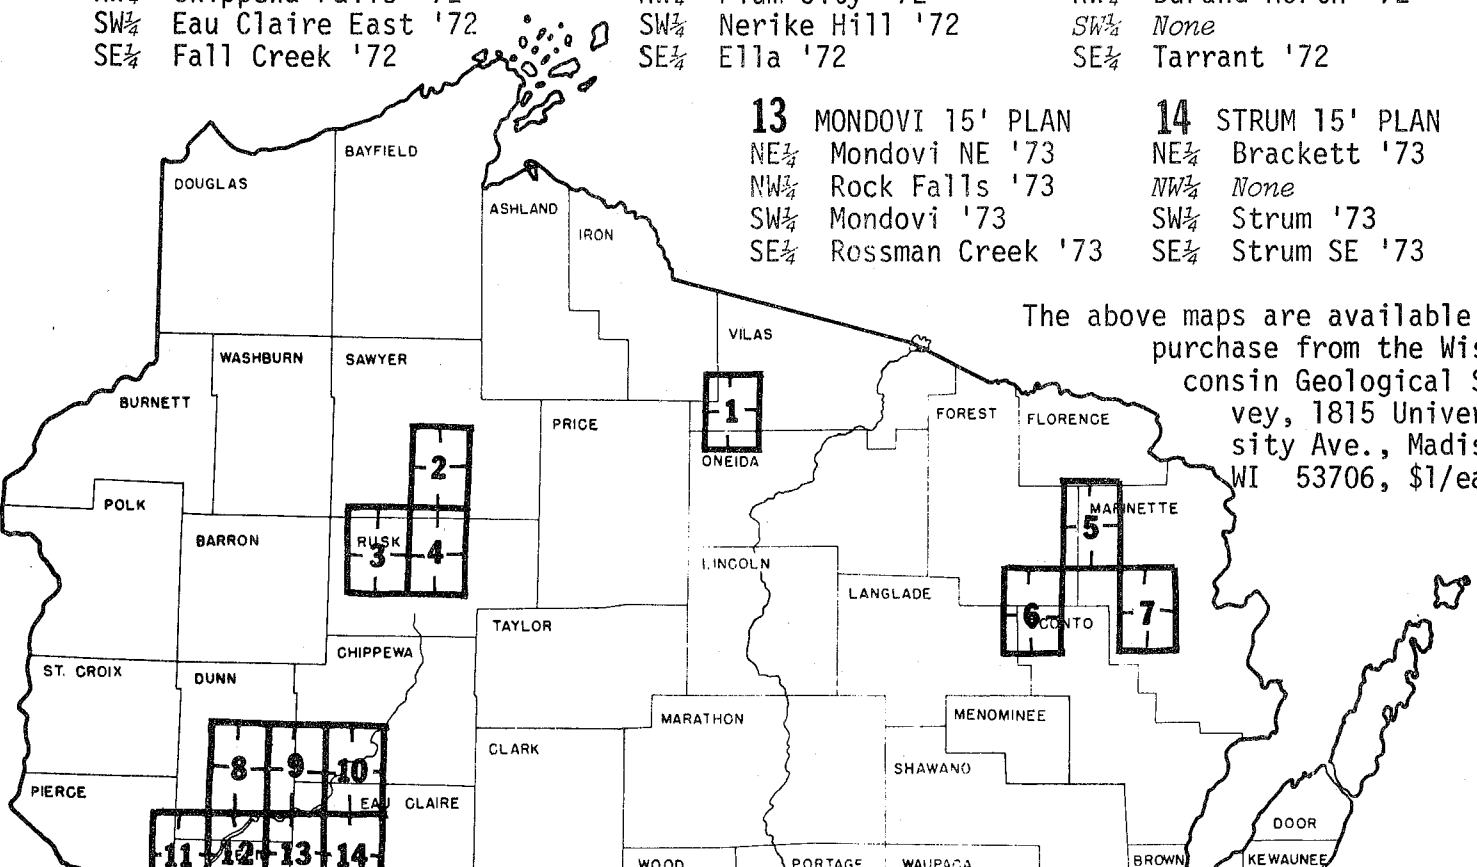 SW¼ Eau Claire East '72
SE¼ Fall Creek '72
SW¼ Nerike Hill '72
SE¼ Ella '72
SW¼ None
SE¼ Tarrant '72
13 MONDOVI 15' PLAN
NE¼ Mondovi NE '73
NW¼ Rock Falls '73
SW¼ Mondovi '73
SE¼ Rossman Creek '73
14 STRUM 15' PLAN
NE¼ Brackett '73
NW¼ None
SW¼ Strum '73
SE¼ Strum SE '73
The above maps are available
purchase from the Wis
consin Geological S
vey, 1815 Univer
sity Ave., Madis
WI 53706, $1/ea
BAYFIELD
DOUGLAS
ASHLAND
IRON
VILAS
WASHBURN
SAWYER
BURNETT
PRICE
1
FOREST
FLORENCE
ONEIDA
2
POLK
MARINETTE
5
BARRON
RUSK
3
4
LINCOLN
LANGLADE
6
OCONTO
7
TAYLOR
CHIPPEWA
ST. CROIX
DUNN
MARATHON
MENOMINEE
CLARK
8
9
10
SHAWANO
PIERCE
EAU CLAIRE
DOOR
11
12
13
14
WOOD
PORTAGE
WAUPACA
BROWN
KEWAUNEE